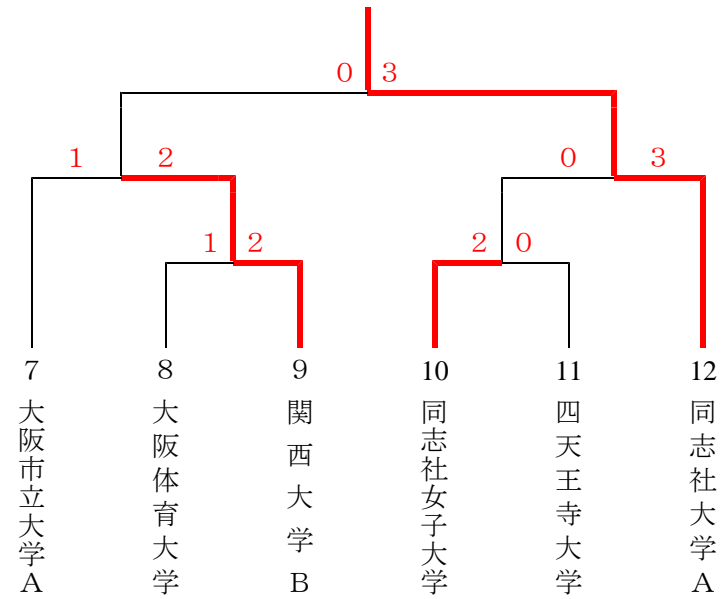 ０ ３
１ ２ ０ ３
１ ２ ２ ０
7 ８ ９ 10 11 12
大阪市立大学Ａ
大阪体育大学
関西大学Ｂ
同志社女子大学
四天王寺大学
同志社大学Ａ